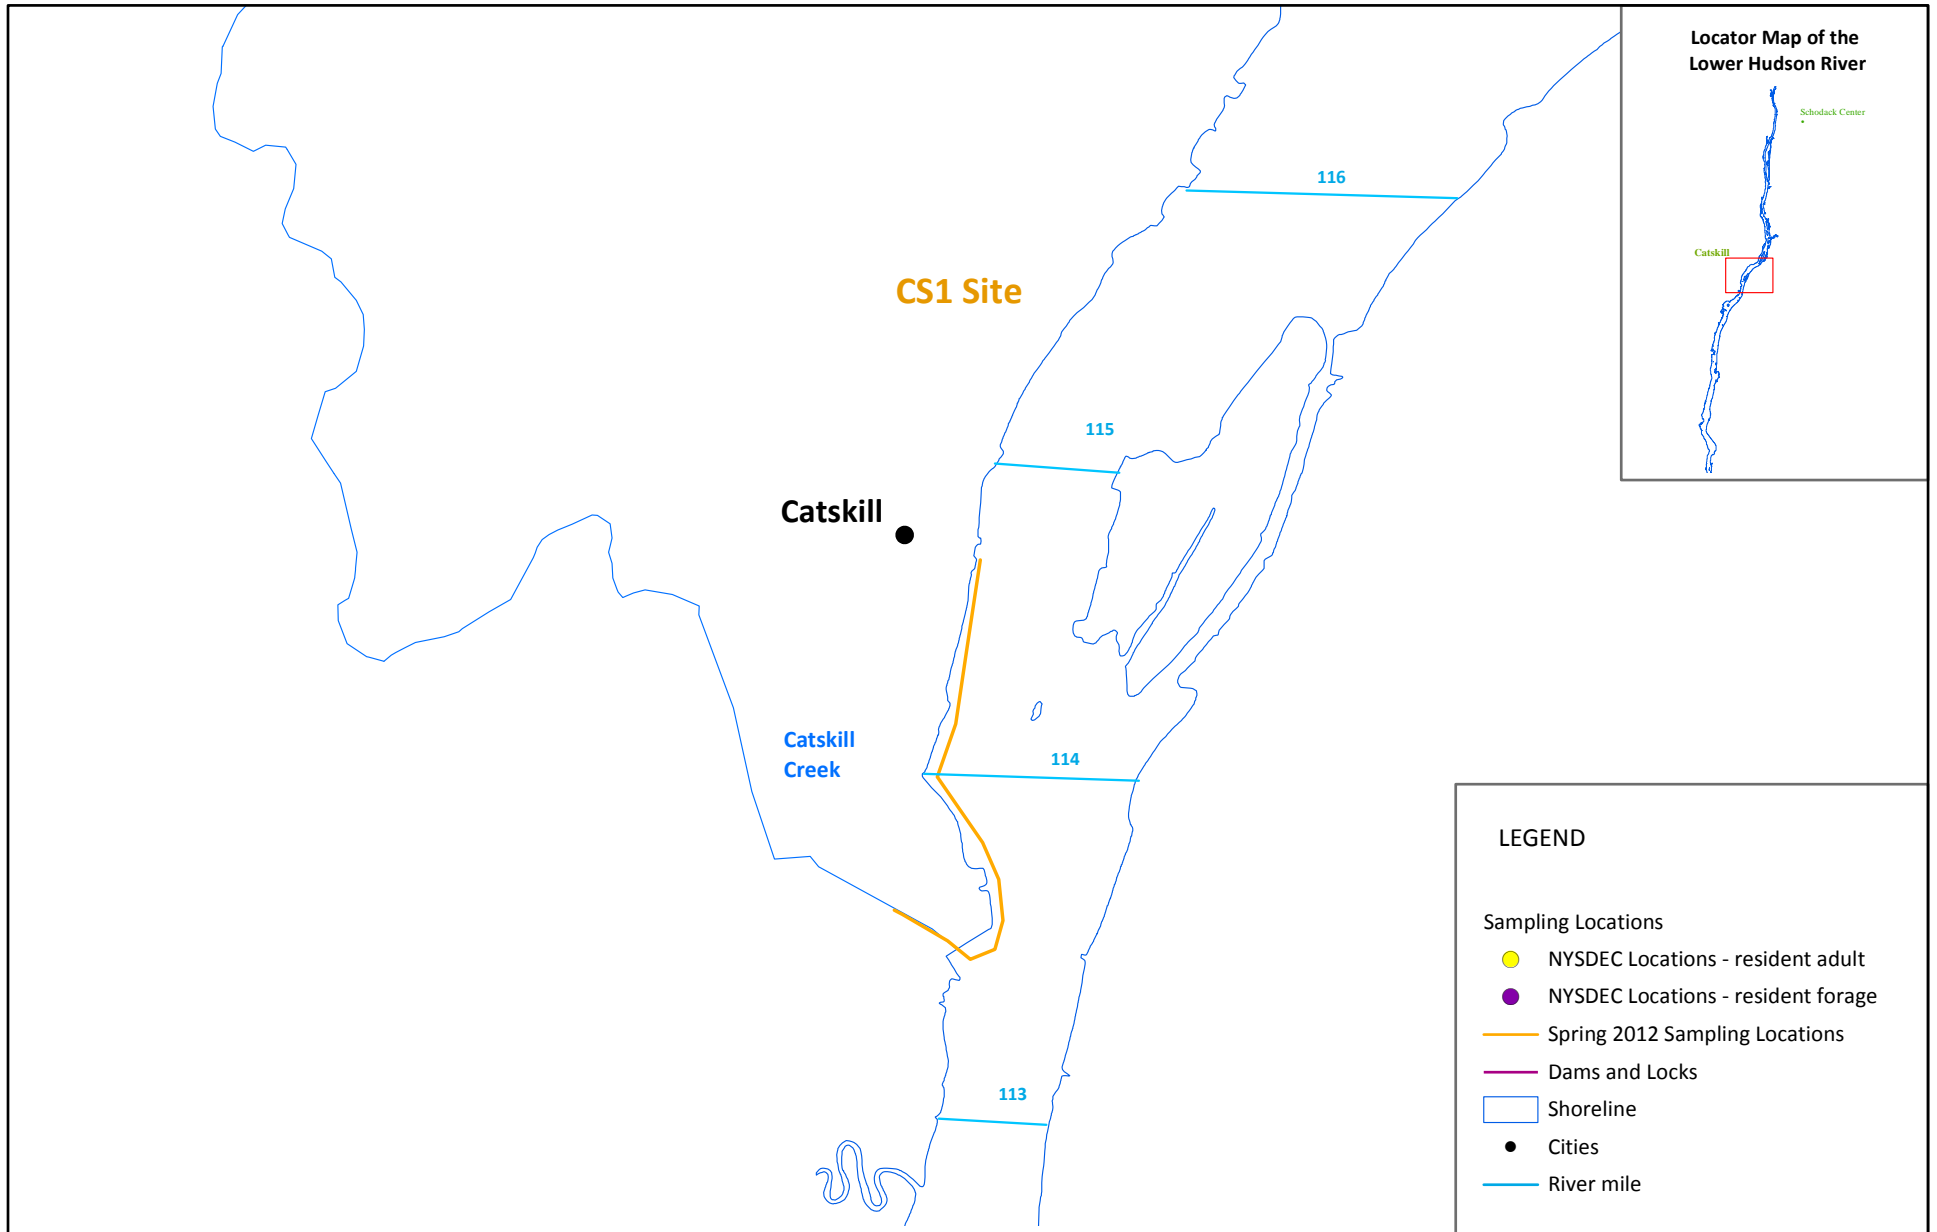 Locator Map of the
Lower Hudson River
Schodack Center
Catskill
116
CS1 Site
115
Catskill
Catskill
Creek
114
113
LEGEND
Sampling Locations
NYSDEC Locations - resident adult
NYSDEC Locations - resident forage
Spring 2012 Sampling Locations
Dams and Locks
Shoreline
Cities
River mile